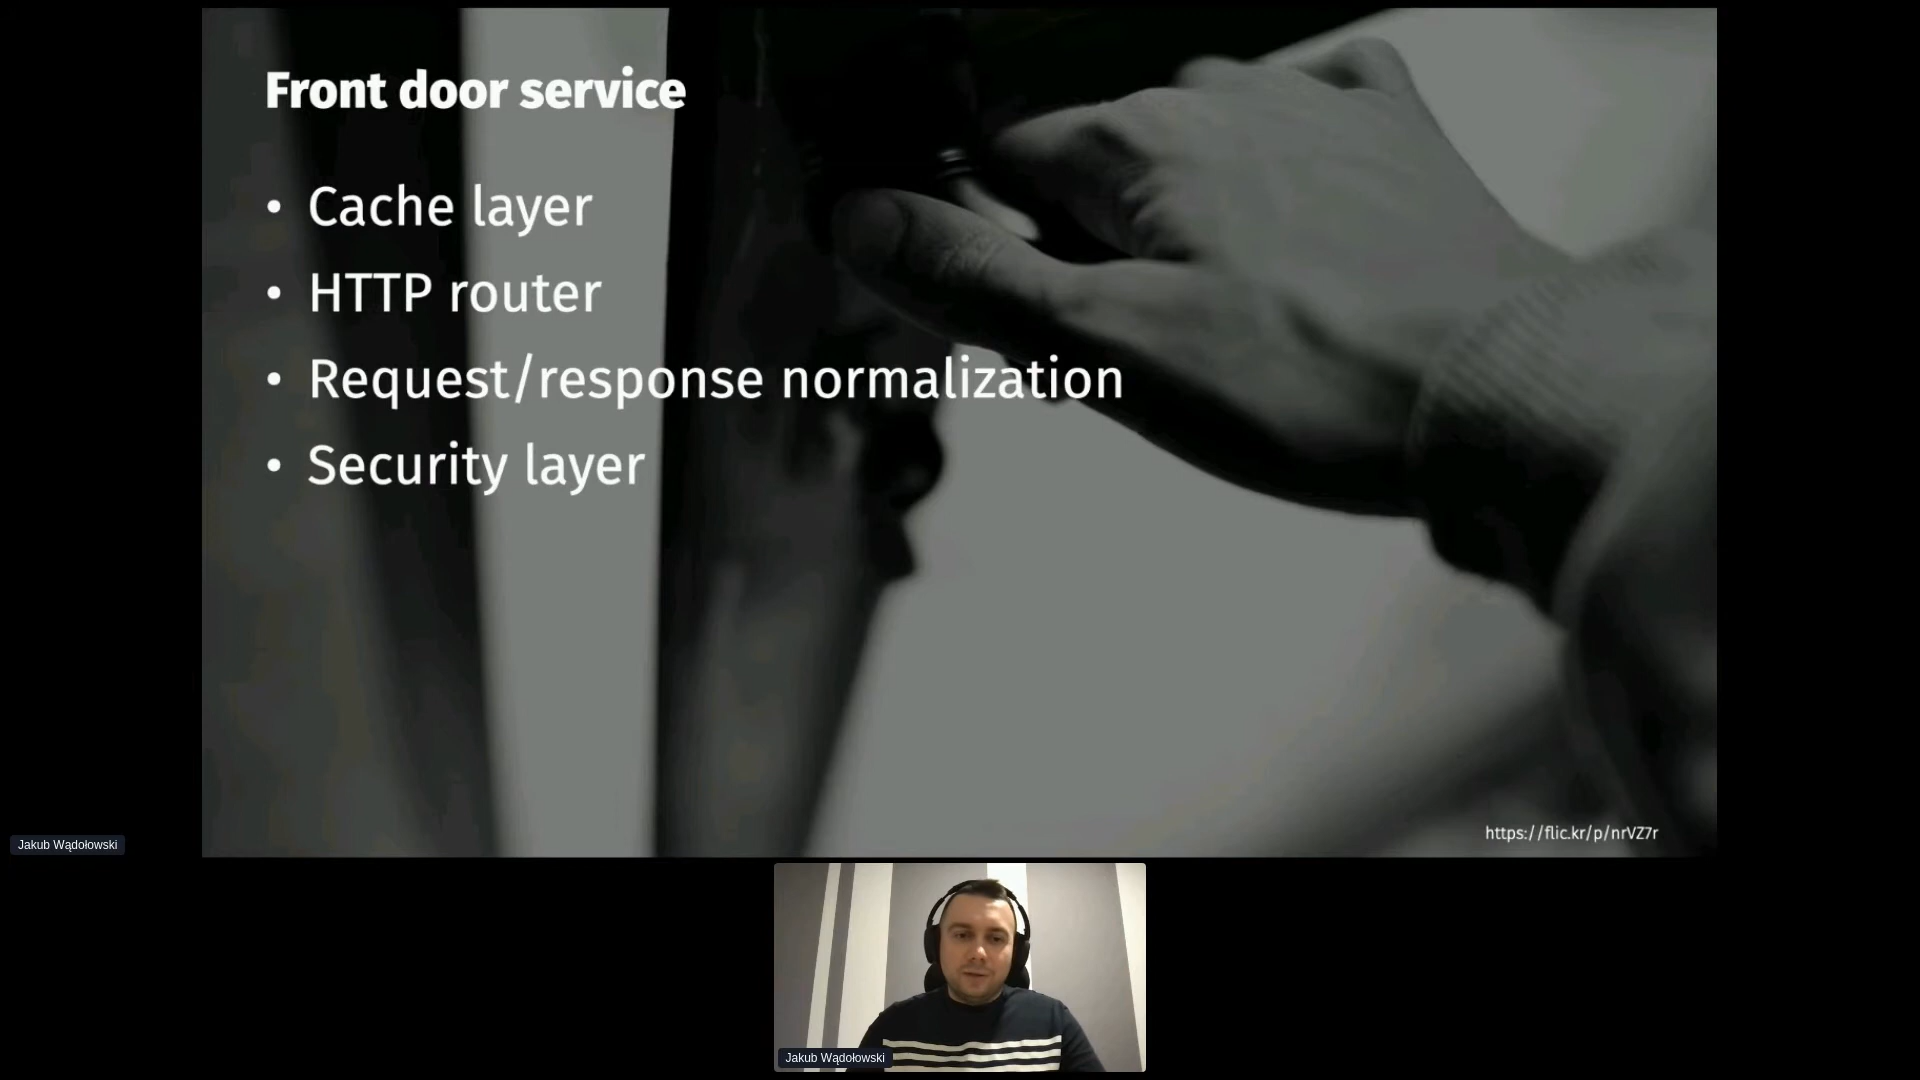 Front door service
• Cache layer
• HTTP router
• Request/response normalization
• Security layer
https://flic.kr/p/nrVZ7r
Jakub Wądołowski
Jakub Wądołowski